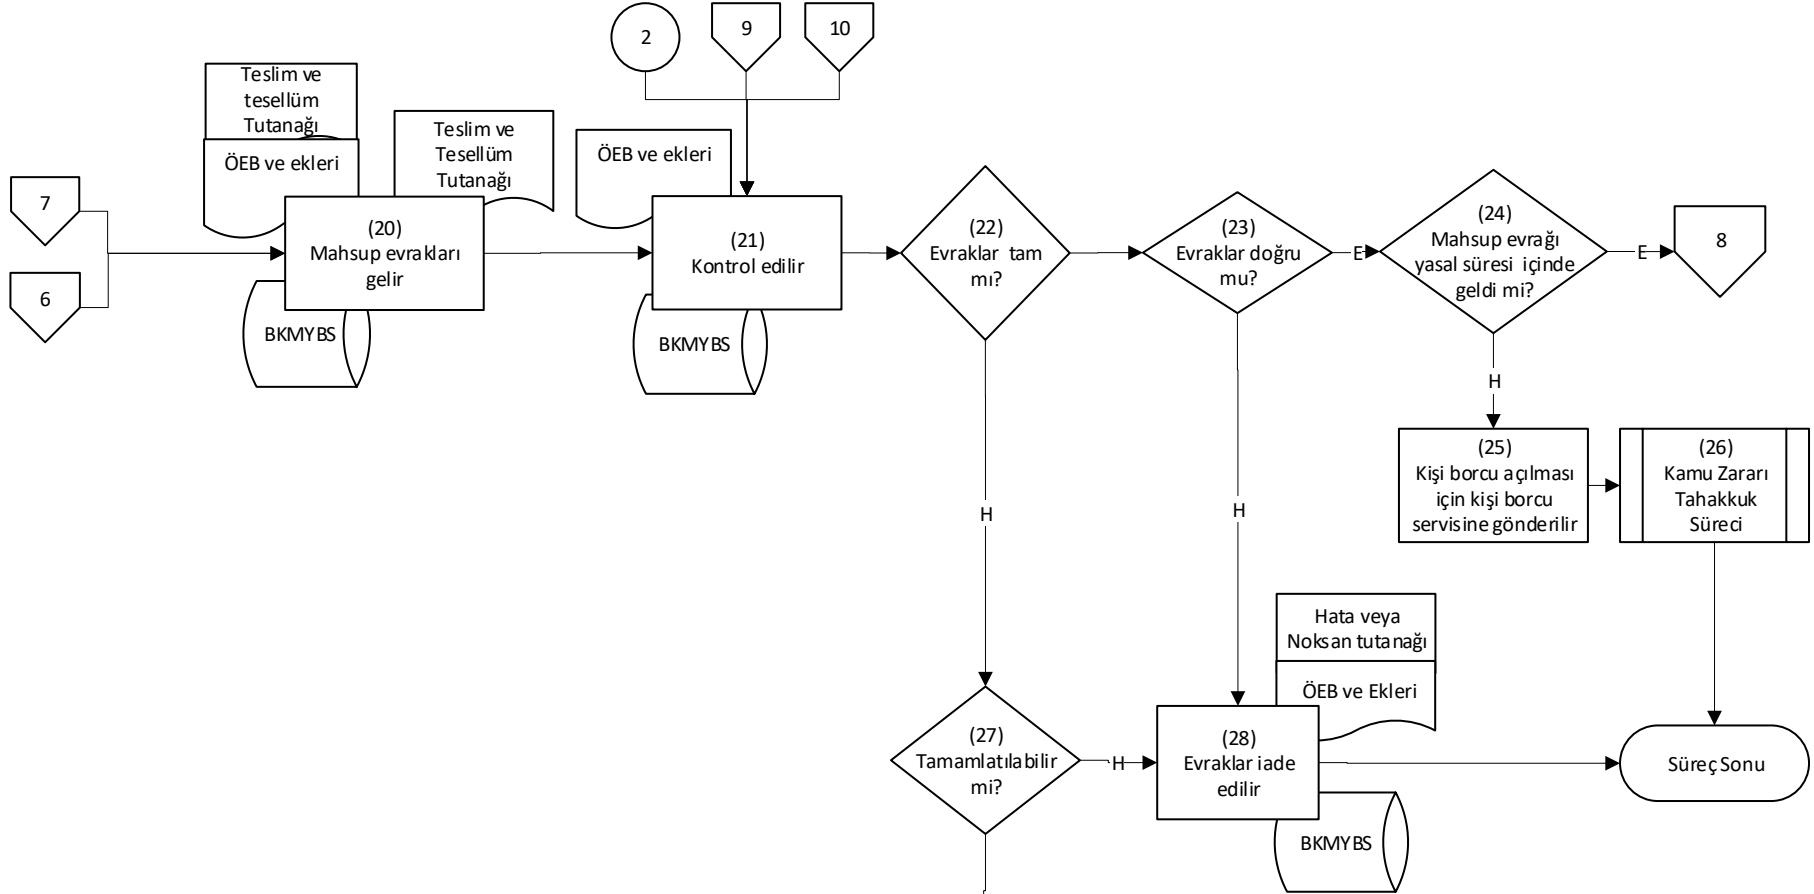 2
9
10
Teslim ve
tesellüm
Tutanağı
ÖEB ve ekleri
Teslim ve
Tesellüm
Tutanağı
ÖEB ve ekleri
7
6
(20)
Mahsup evrakları
gelir
BKMYBS
(21)
Kontrol edilir
BKMYBS
(22)
Evraklar tam
mı?
(23)
Evraklar doğru
mu?
E
(24)
Mahsup evrağı
yasal süresi içinde
geldi mi?
E
8
H
H
H
(25)
Kişi borcu açılması
için kişi borcu
servisine gönderilir
(26)
Kamu Zararı
Tahakkuk
Süreci
Hata veya
Noksan tutanağı
ÖEB ve Ekleri
(27)
Tamamlatılabilir
mi?
H
(28)
Evraklar iade
edilir
BKMYBS
Süreç Sonu